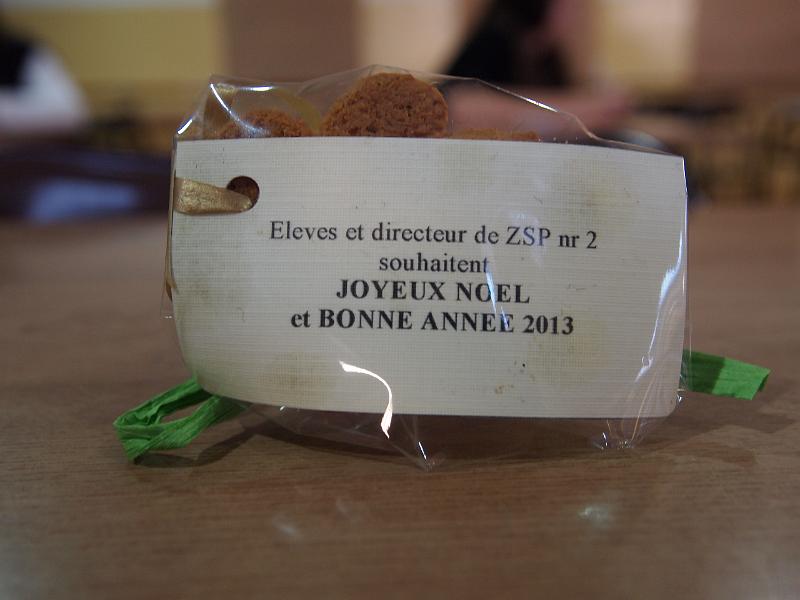 Eleves et directeur de ZSP nr 2
souhaitent
JOYEUX NOEL
et BONNE ANNEE 2013